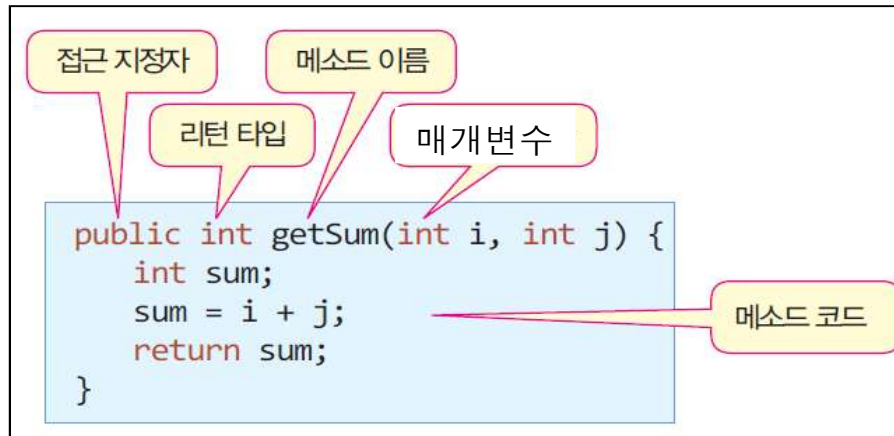 접근 지정자
메소드 이름
리턴 타입
매개변수
public int getSum(int i, int j) {
int sum;
sum = i + j;
return sum;
}
메소드 코드